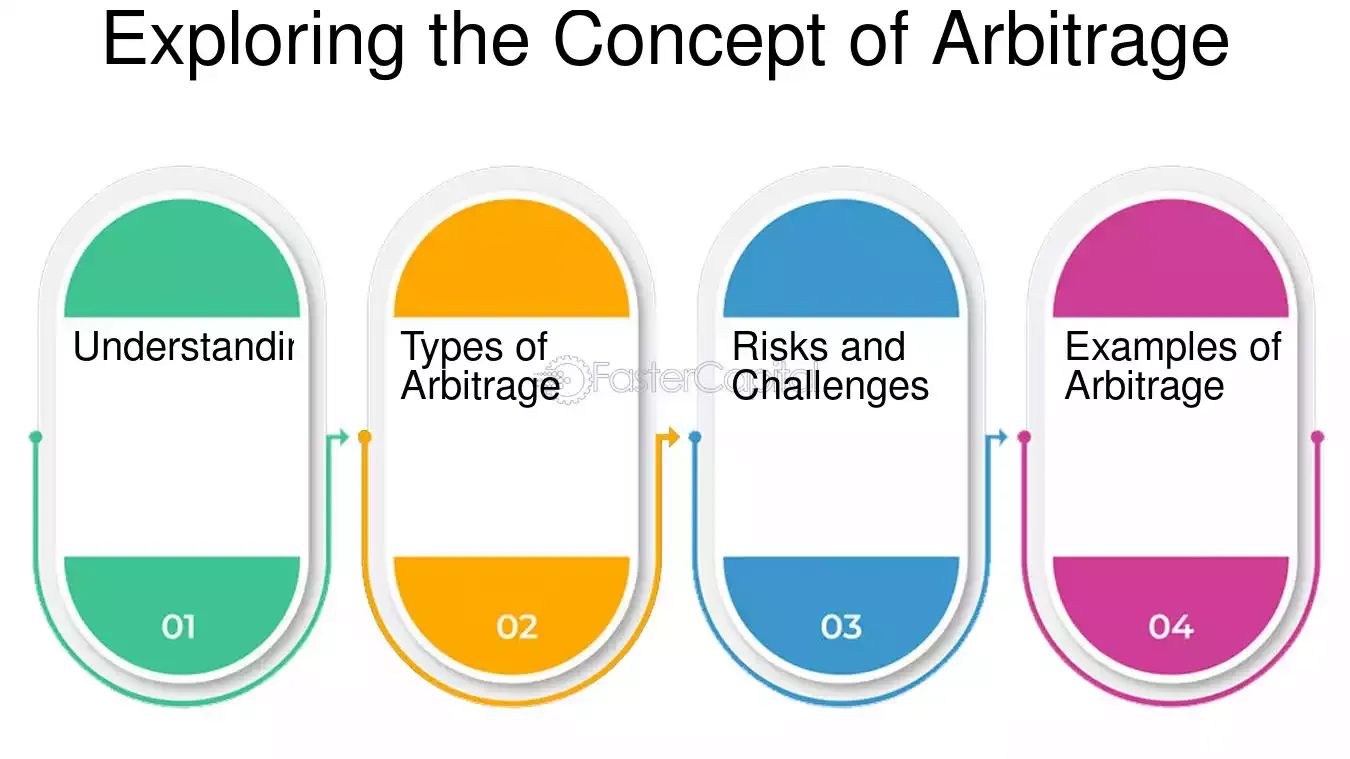 Exploring the Concept of Arbitrage
Understandin
Types of
Arbitrage
Risks and
Challenges
Examples of
Arbitrage
FasterCapital
01
02
03
04